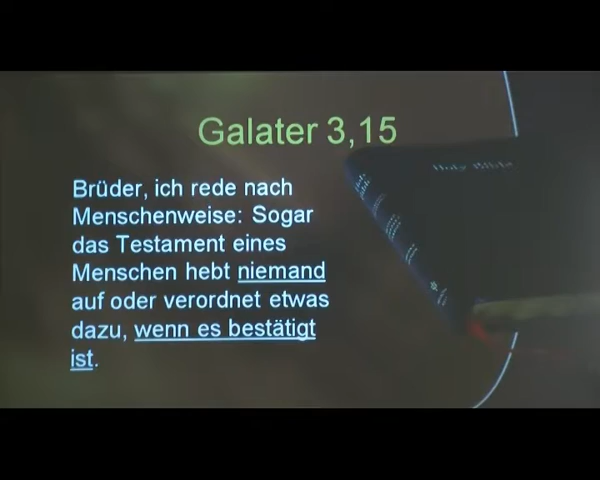 Galater 3,15
Brüder, ich rede nach
Menschenweise: Sogar
das Testament eines
Menschen hebt niemand
auf oder verordnet etwas
dazu, wenn es bestätigt
ist.
Holy Bible